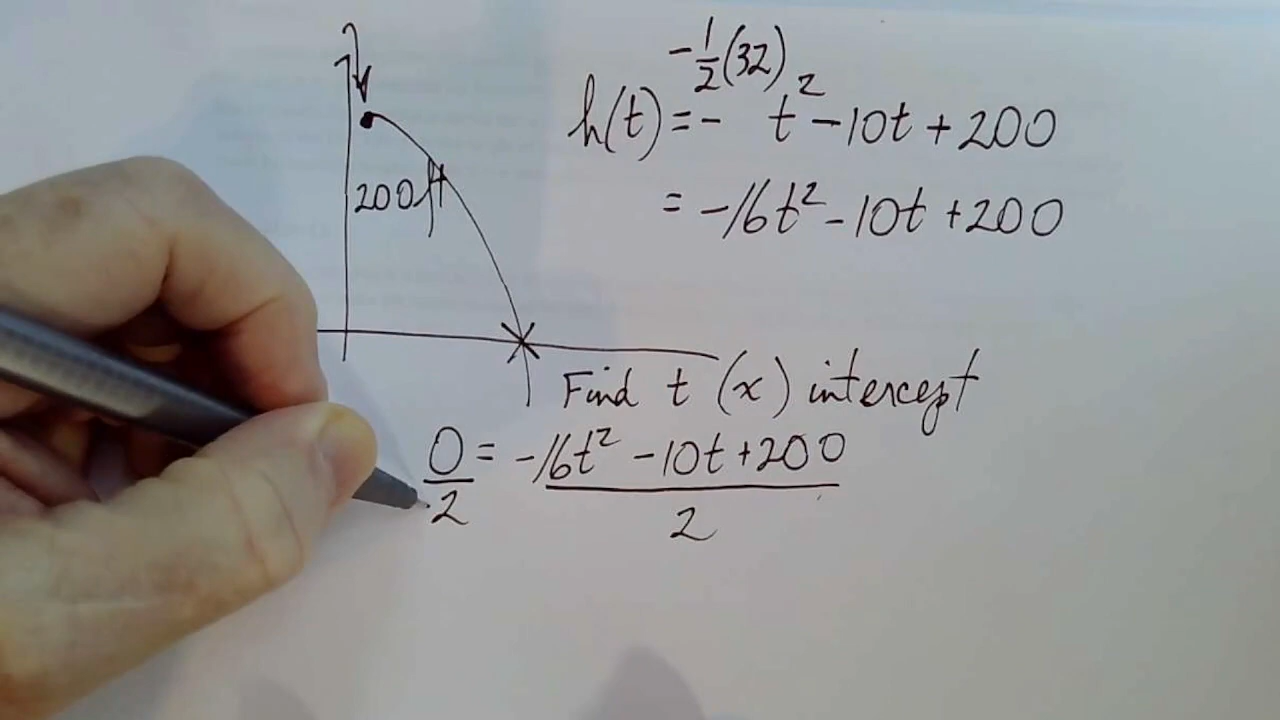 -1/2(32)
h(t) = - t² - 10t + 200
= -16t² - 10t + 200
200ft
Find t (x) intercept
0 = -16t² - 10t + 200
2 2